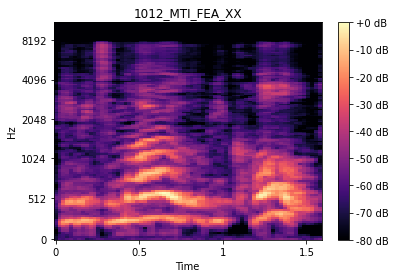 1012_MTI_FEA_XX
Hz
8192
4096
2048
1024
512
0
0
0.5
1
1.5
Time
+0 dB
-10 dB
-20 dB
-30 dB
-40 dB
-50 dB
-60 dB
-70 dB
-80 dB